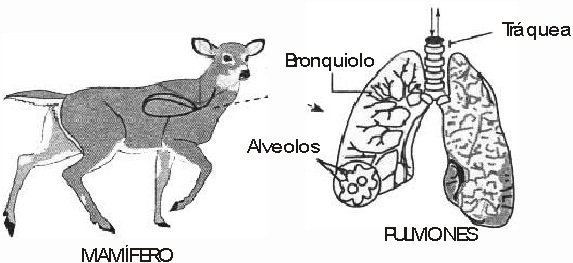 Tráquea
Bronquiolo
Alveolos
PULMONES
MAMÍFERO